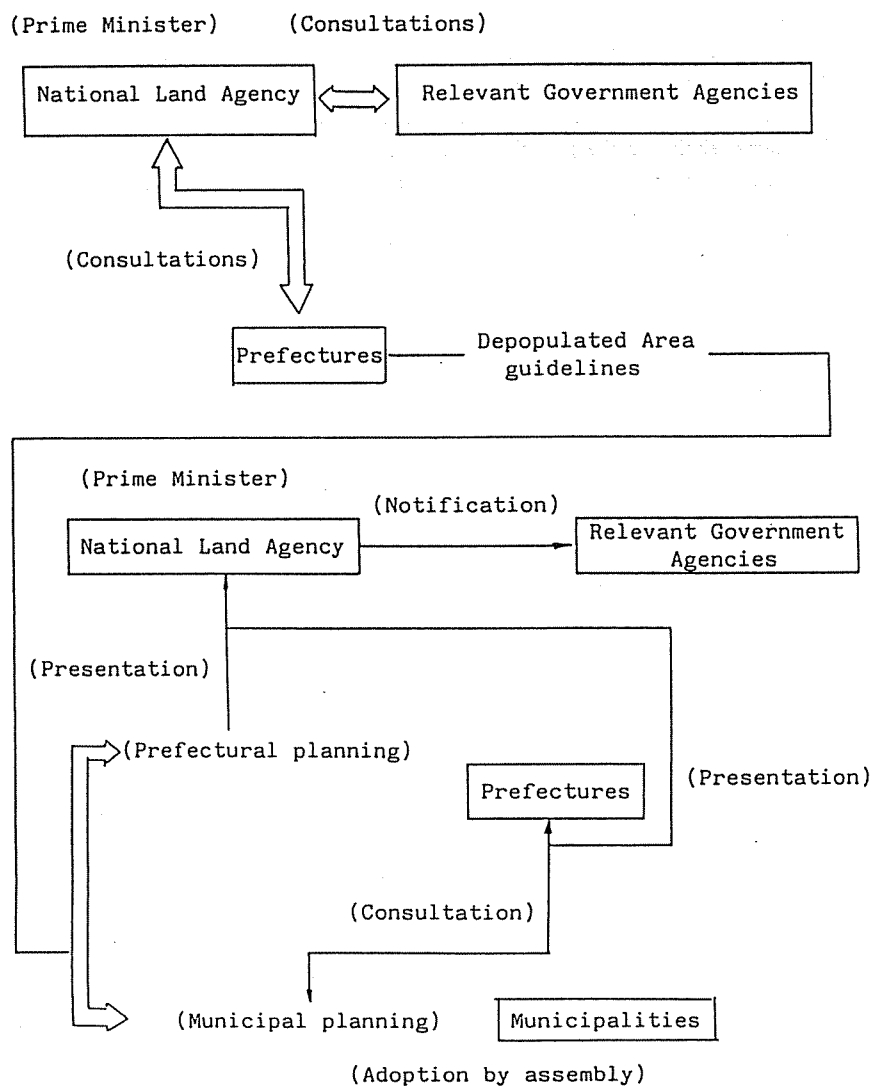 (Prime Minister) (Consultations)
National Land Agency
Relevant Government Agencies
(Consultations)
Prefectures
Depopulated Area
guidelines
(Prime Minister)
(Notification)
National Land Agency
Relevant Government
Agencies
(Presentation)
(Prefectural planning)
Prefectures
(Presentation)
(Consultation)
(Municipal planning)
Municipalities
(Adoption by assembly)